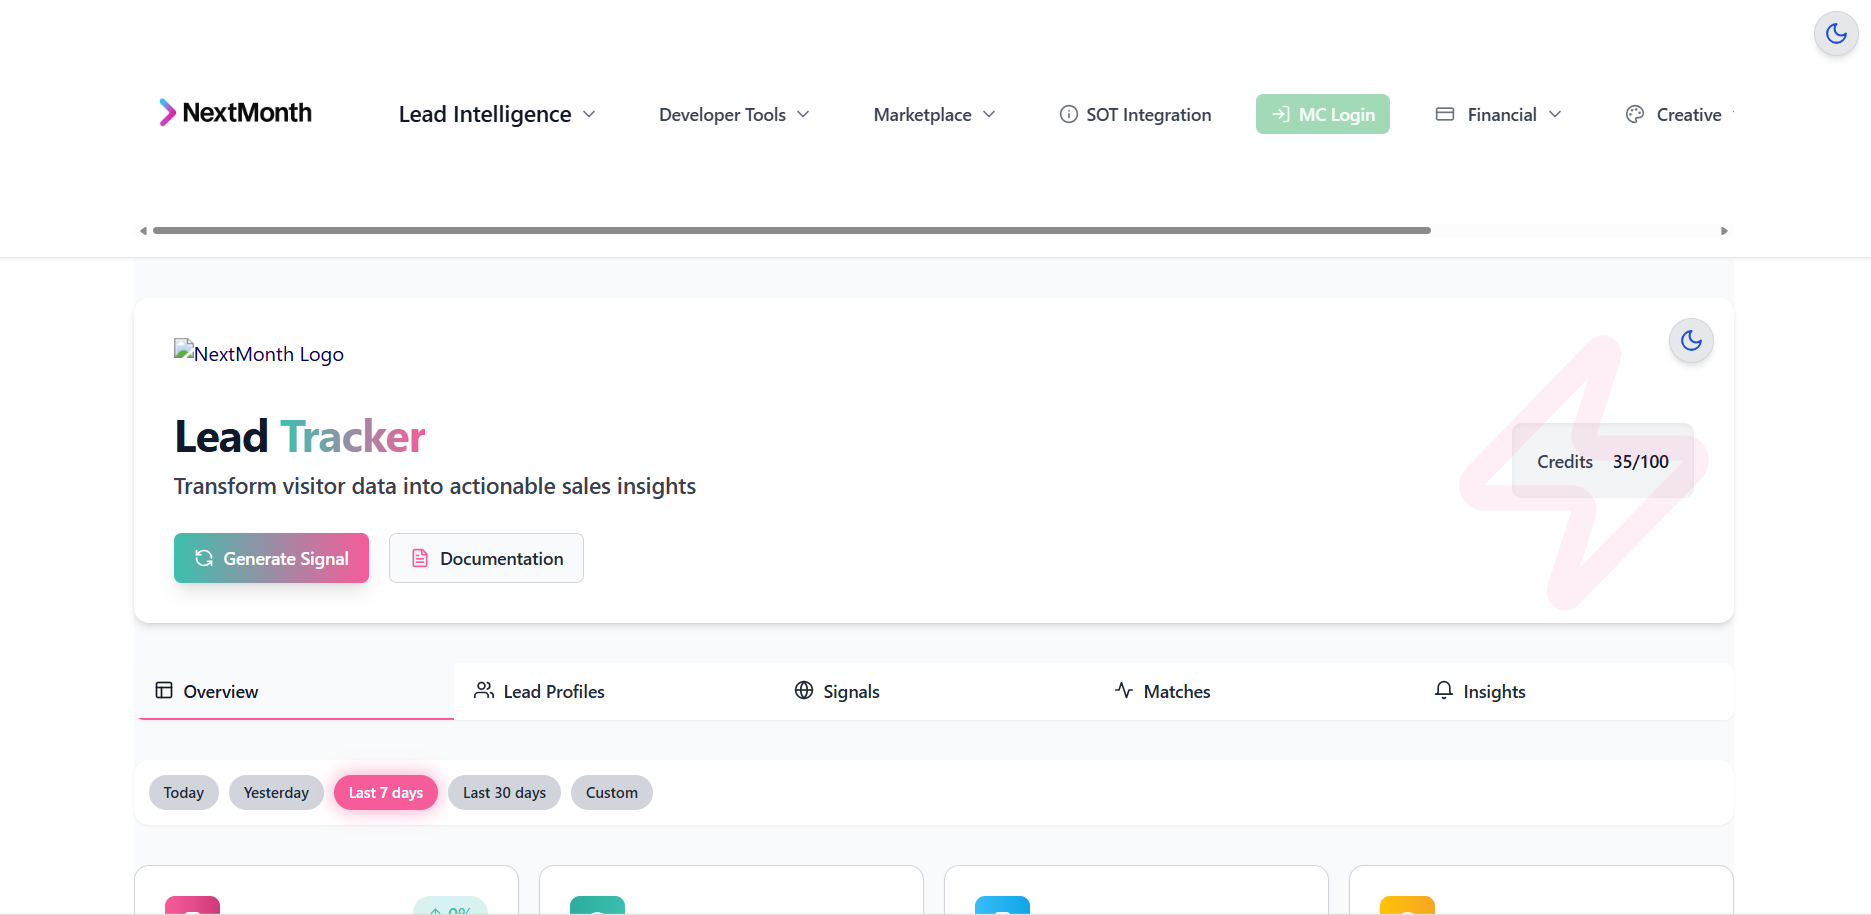 NextMonth
Lead Intelligence
Developer Tools
Marketplace
SOT Integration
MC Login
Financial
Creative
NextMonth Logo
Lead Tracker
Transform visitor data into actionable sales insights
Credits 35/100
Generate Signal
Documentation
Overview
Lead Profiles
Signals
Matches
Insights
Today
Yesterday
Last 7 days
Last 30 days
Custom